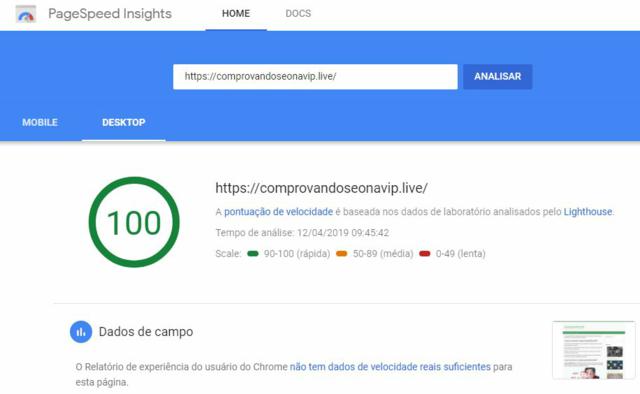 PageSpeed Insights HOME DOCS
https://comprovandoseonavip.live/ ANALISAR
MOBILE DESKTOP
100
https://comprovandoseonavip.live/
A pontuação de velocidade é baseada nos dados de laboratório analisados pelo Lighthouse.
Tempo de análise: 12/04/2019 09:45:42
Scale: 90-100 (rápida) 50-89 (média) 0-49 (lenta)
Dados de campo
O Relatório de experiência do usuário do Chrome não tem dados de velocidade reais suficientes para
esta página.